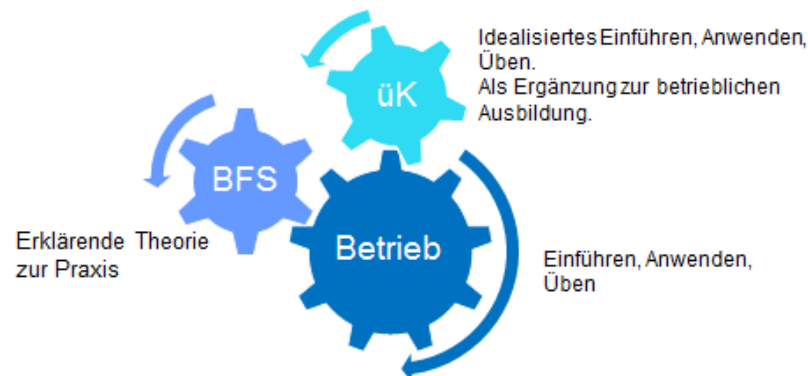 Idealisiertes Einführen, Anwenden,
Üben.
Als Ergänzung zur betrieblichen
Ausbildung.
üK
BFS
Erklärende Theorie
zur Praxis
Betrieb
Einführen, Anwenden,
Üben